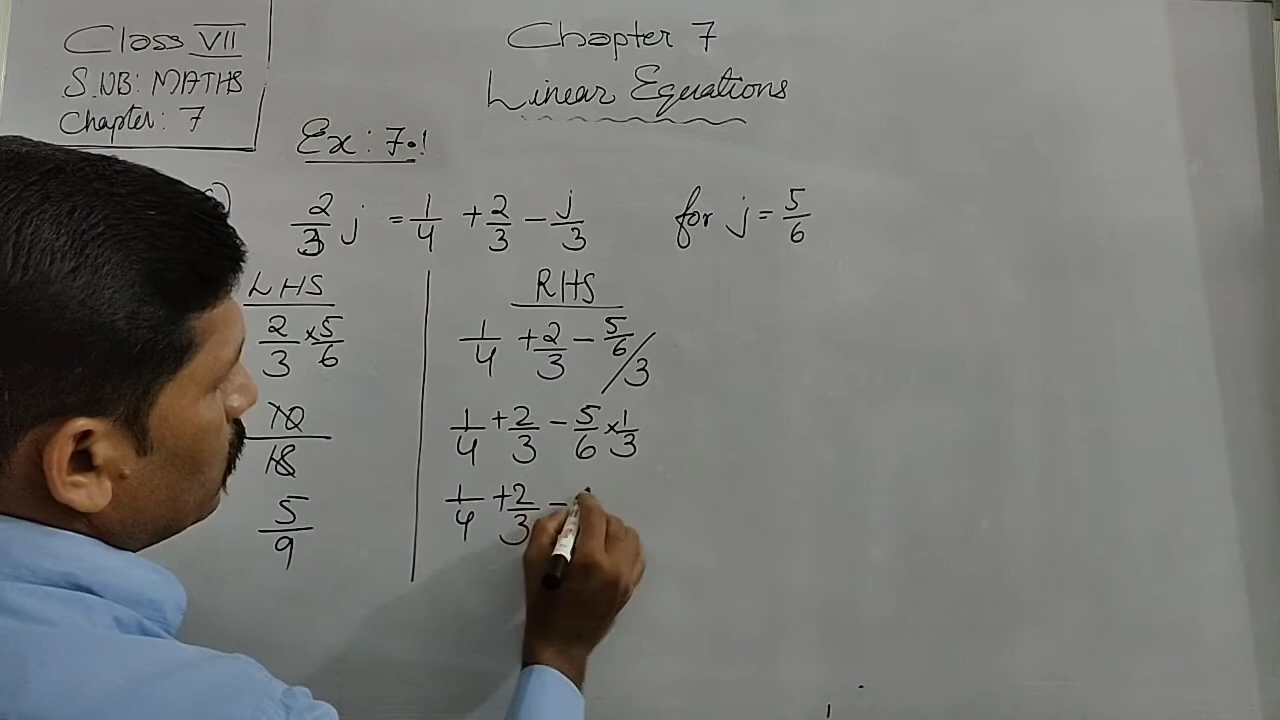 Class VII
S.UB: MATHS
Chapter: 7
Chapter 7
Linear Equations
Ex: 7.1
2/3 j = 1/4 + 2/3 - j/3 for j = 5/6
LHS
2/3 × 5/6
10/18
5/9
RHS
1/4 + 2/3 - 5/6/3
1/4 + 2/3 - 5/6 × 1/3
1/4 + 2/3 -